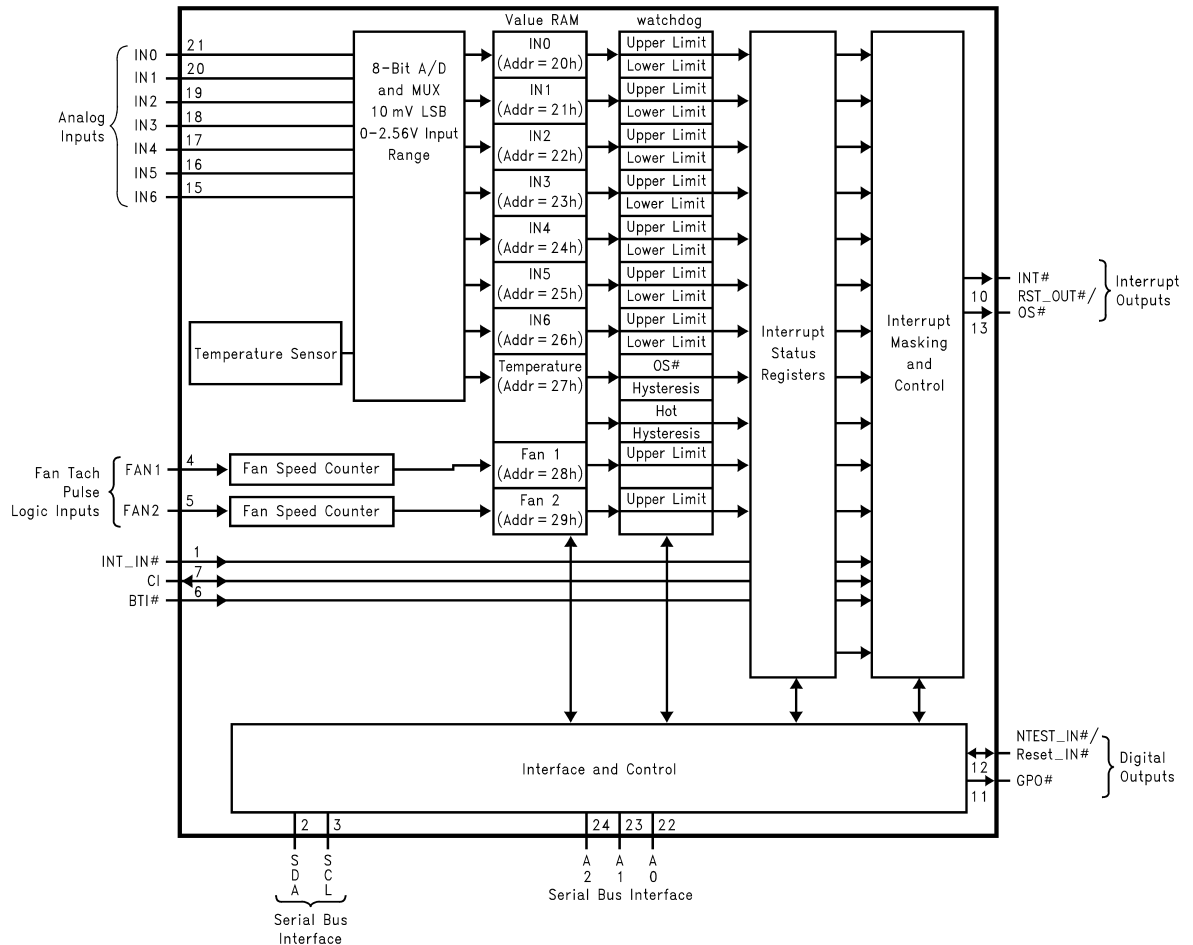 Value RAM
watchdog
Analog
Inputs
IN0
21
IN1
20
IN2
19
IN3
18
IN4
17
IN5
16
IN6
15
8-Bit A/D
and MUX
10 mV LSB
0-2.56V Input
Range
Temperature Sensor
IN0
(Addr = 20h)
IN1
(Addr = 21h)
IN2
(Addr = 22h)
IN3
(Addr = 23h)
IN4
(Addr = 24h)
IN5
(Addr = 25h)
IN6
(Addr = 26h)
Temperature
(Addr = 27h)
Fan 1
(Addr = 28h)
Fan 2
(Addr = 29h)
Upper Limit
Lower Limit
Upper Limit
Lower Limit
Upper Limit
Lower Limit
Upper Limit
Lower Limit
Upper Limit
Lower Limit
Upper Limit
Lower Limit
Upper Limit
Lower Limit
OS#
Hysteresis
Hot
Hysteresis
Upper Limit
Upper Limit
Interrupt
Status
Registers
Interrupt
Masking
and
Control
INT#
10
RST_OUT#/
OS#
13
Interrupt
Outputs
Fan Tach
Pulse
Logic Inputs
FAN1
4
Fan Speed Counter
FAN2
5
Fan Speed Counter
INT_IN#
1
CI
7
BTI#
6
Interface and Control
NTEST_IN#/
Reset_IN#
12
GPO#
11
Digital
Outputs
2
3
24
23
22
SDA
SCL
A2
A1
A0
Serial Bus Interface
Serial Bus
Interface